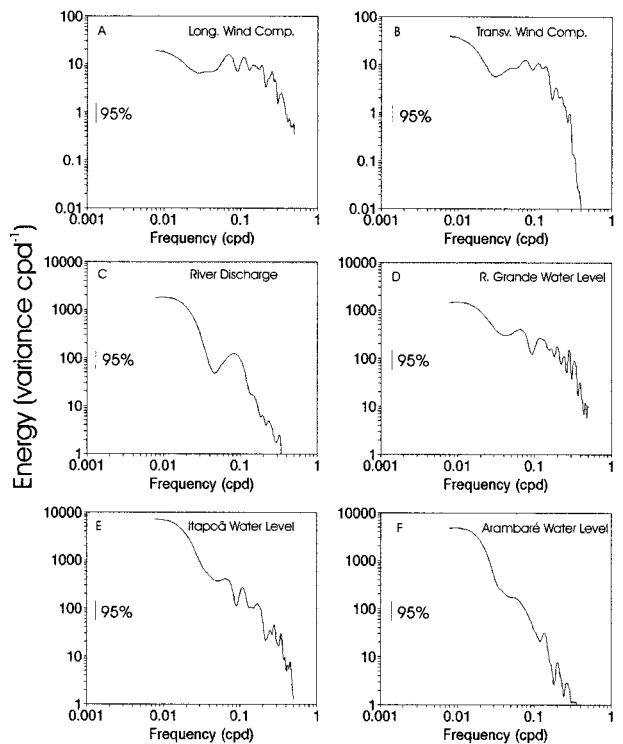 Energy (variance cpd⁻¹)
A Long. Wind Comp.
100
10
1
0.1
0.01
95%
0.001 0.01 0.1 1
Frequency (cpd)
B Transv. Wind Comp.
100
10
1
0.1
0.01
95%
0.001 0.01 0.1 1
Frequency (cpd)
C River Discharge
10000
1000
100
10
1
95%
0.001 0.01 0.1 1
Frequency (cpd)
D R. Grande Water Level
10000
1000
100
10
1
95%
0.001 0.01 0.1 1
Frequency (cpd)
E Itapoã Water Level
10000
1000
100
10
1
95%
0.001 0.01 0.1 1
Frequency (cpd)
F Arambaré Water Level
10000
1000
100
10
1
95%
0.001 0.01 0.1 1
Frequency (cpd)